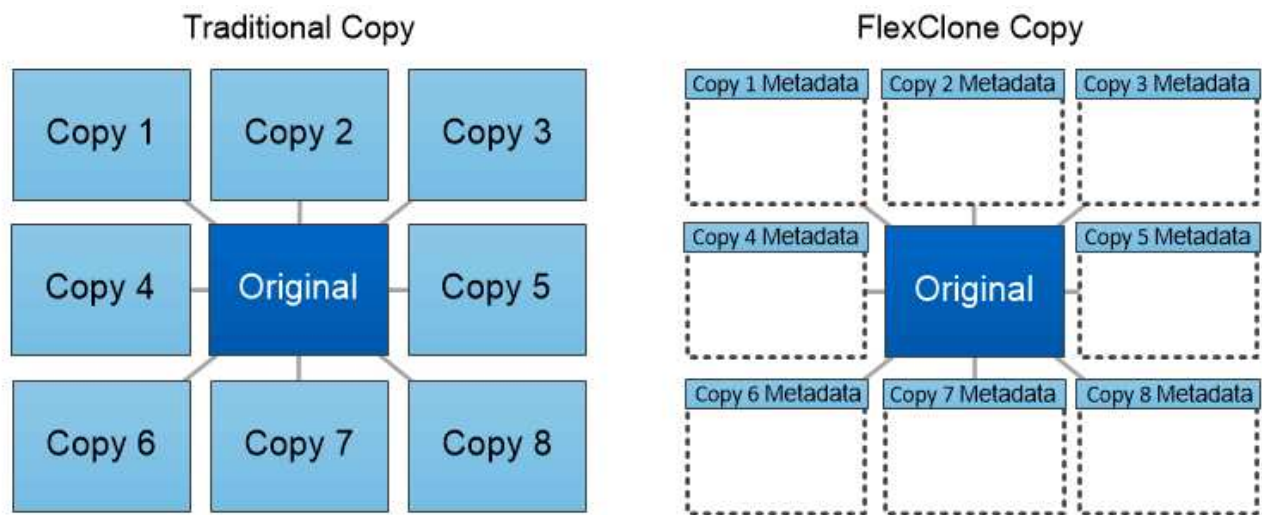 Traditional Copy
Copy 1
Copy 2
Copy 3
Copy 4
Original
Copy 5
Copy 6
Copy 7
Copy 8
FlexClone Copy
Copy 1 Metadata
Copy 2 Metadata
Copy 3 Metadata
Copy 4 Metadata
Original
Copy 5 Metadata
Copy 6 Metadata
Copy 7 Metadata
Copy 8 Metadata